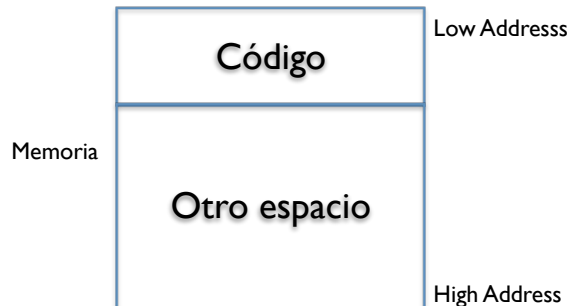 Low Addresss
Código
Memoria
Otro espacio
High Address